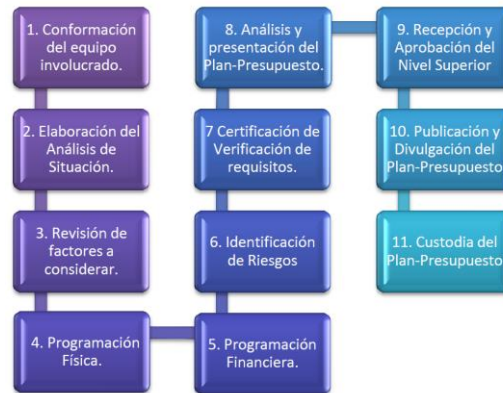 1. Conformación
del equipo
involucrado.
2. Elaboración del
Análisis de
Situación.
3. Revisión de
factores a
considerar.
4. Programación
Física.
5. Programación
Financiera.
6. Identificación
de Riesgos
7 Certificación de
Verificación de
requisitos.
8. Análisis y
presentación del
Plan-Presupuesto.
9. Recepción y
Aprobación del
Nivel Superior
10. Publicación y
Divulgación del
Plan-Presupuesto
11. Custodia del
Plan-Presupuesto